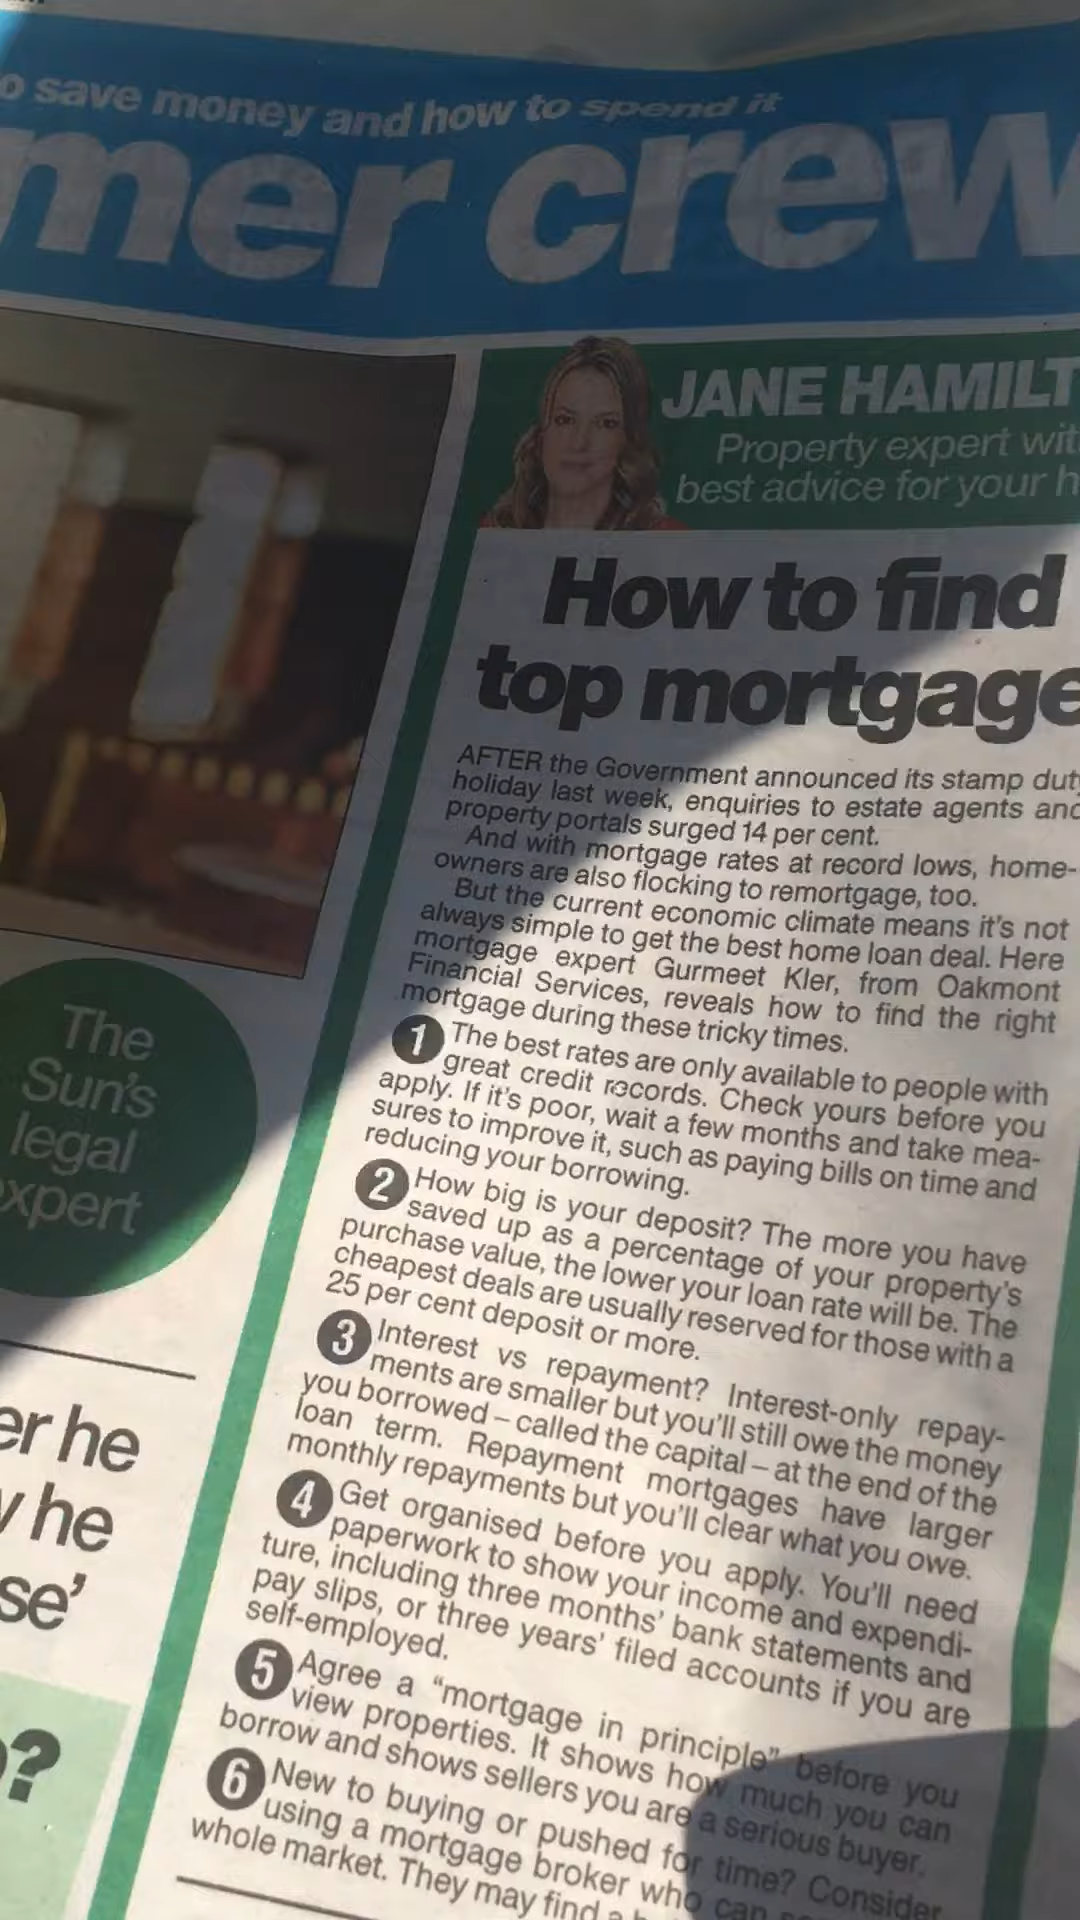 o save money and how to spend it
mer crew
JANE HAMILT
Property expert wit
best advice for your h
How to find
top mortgage
AFTER the Government announced its stamp duty
holiday last week, enquiries to estate agents and
property portals surged 14 per cent.
And with mortgage rates at record lows, home-
owners are also flocking to remortgage, too.
But the current economic climate means it's not
always simple to get the best home loan deal. Here
mortgage expert Gurmeet Kler, from Oakmont
Financial Services, reveals how to find the right
mortgage during these tricky times.
1 The best rates are only available to people with
great credit records. Check yours before you
apply. If it's poor, wait a few months and take mea-
sures to improve it, such as paying bills on time and
reducing your borrowing.
2 How big is your deposit? The more you have
saved up as a percentage of your property's
purchase value, the lower your loan rate will be. The
cheapest deals are usually reserved for those with a
25 per cent deposit or more.
3 Interest vs repayment? Interest-only repay-
ments are smaller but you'll still owe the money
you borrowed – called the capital – at the end of the
loan term. Repayment mortgages have larger
monthly repayments but you'll clear what you owe.
4 Get organised before you apply. You'll need
paperwork to show your income and expendi-
ture, including three months' bank statements and
pay slips, or three years' filed accounts if you are
self-employed.
5 Agree a "mortgage in principle" before you
view properties. It shows how much you can
borrow and shows sellers you are a serious buyer.
6 New to buying or pushed for time? Consider
using a mortgage broker who can
whole market. They may find a
The
Sun's
legal
expert
er he
y he
se'
?